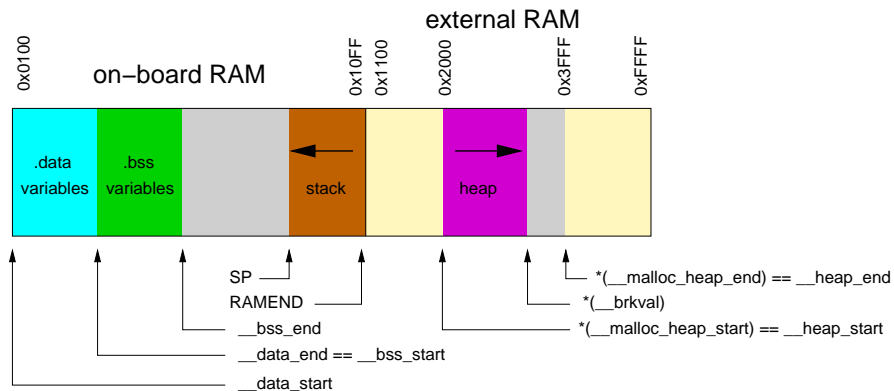 external RAM
on−board RAM
0x0100
0x10FF
0x1100
0x2000
0x3FFF
0xFFFF
.data
variables
.bss
variables
stack
heap
SP
RAMEND
__bss_end
__data_end == __bss_start
__data_start
*(__malloc_heap_end) == __heap_end
*(__brkval)
*(__malloc_heap_start) == __heap_start